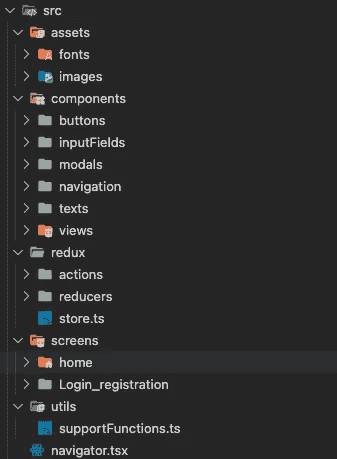 src
assets
fonts
images
components
buttons
inputFields
modals
navigation
texts
views
redux
actions
reducers
store.ts
screens
home
Login_registration
utils
supportFunctions.ts
navigator.tsx